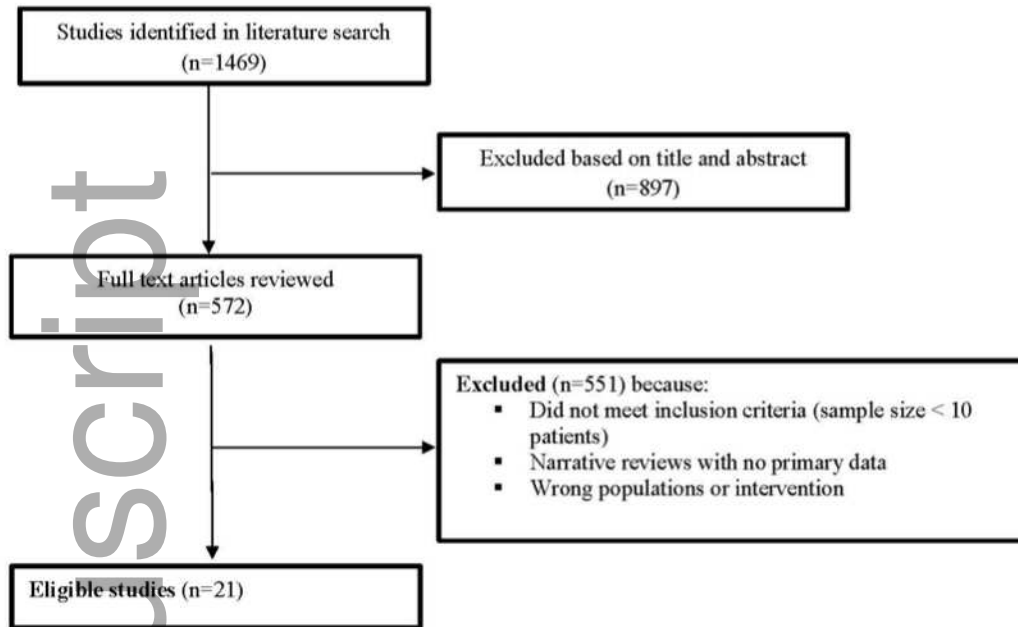 Studies identified in literature search
(n=1469)
Excluded based on title and abstract
(n=897)
Full text articles reviewed
(n=572)
Excluded (n=551) because:
▪ Did not meet inclusion criteria (sample size < 10
patients)
▪ Narrative reviews with no primary data
▪ Wrong populations or intervention
Eligible studies (n=21)
uscript